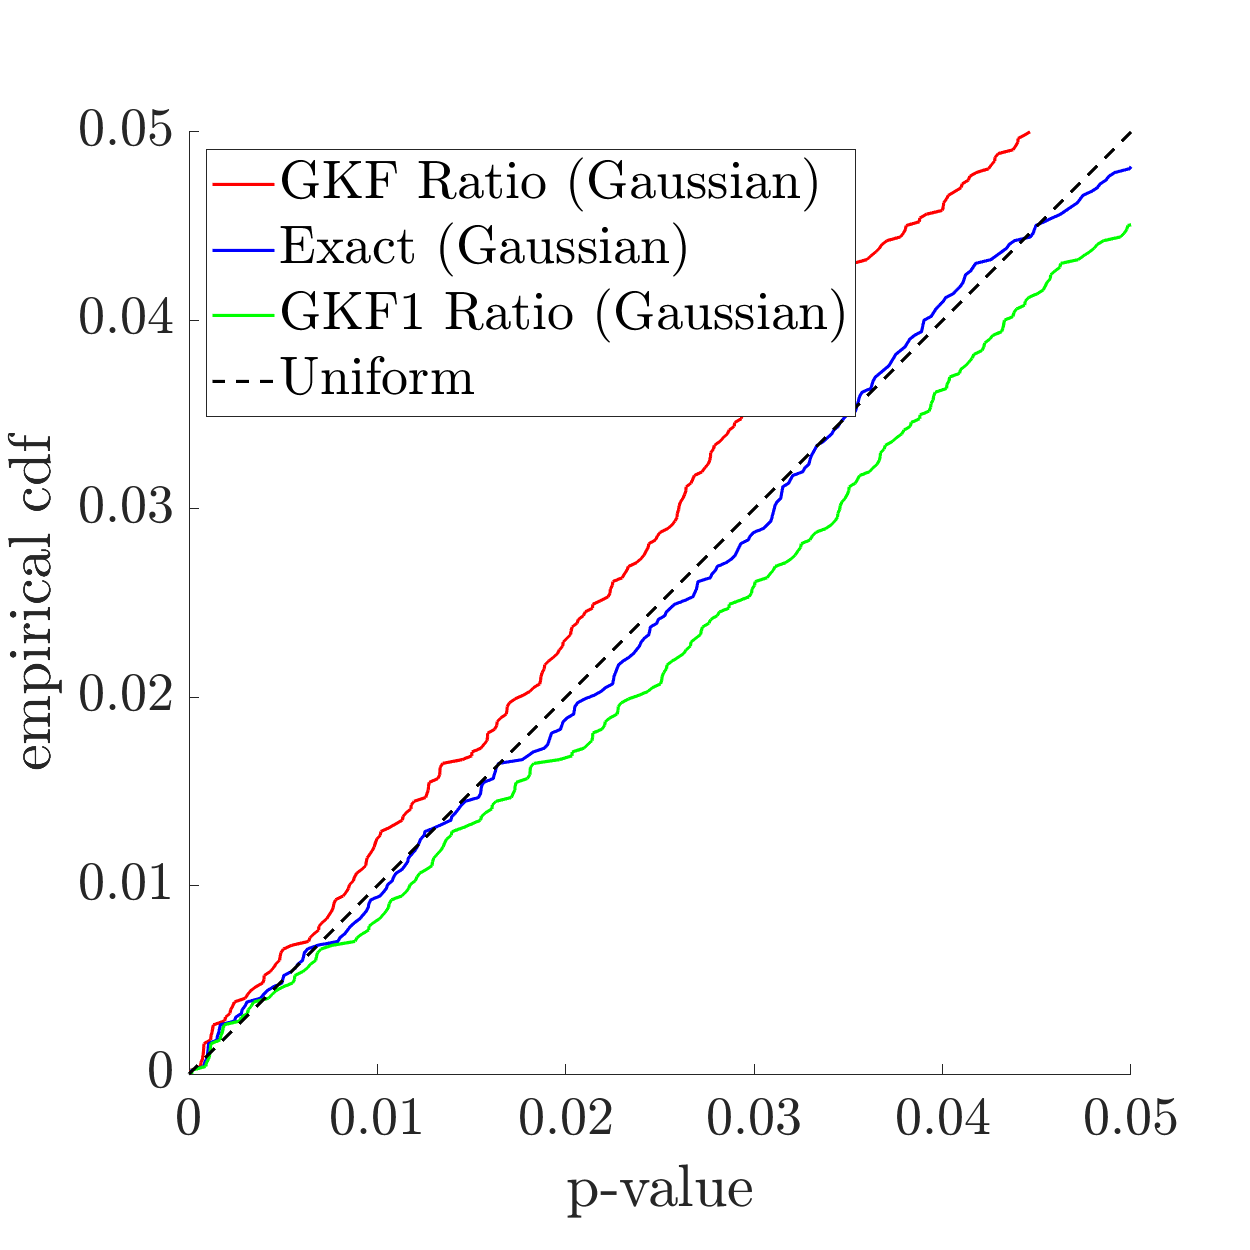 0.05
GKF Ratio (Gaussian)
Exact (Gaussian)
GKF1 Ratio (Gaussian)
Uniform
0.04
0.03
0.02
0.01
0
empirical cdf
0 0.01 0.02 0.03 0.04 0.05
p-value